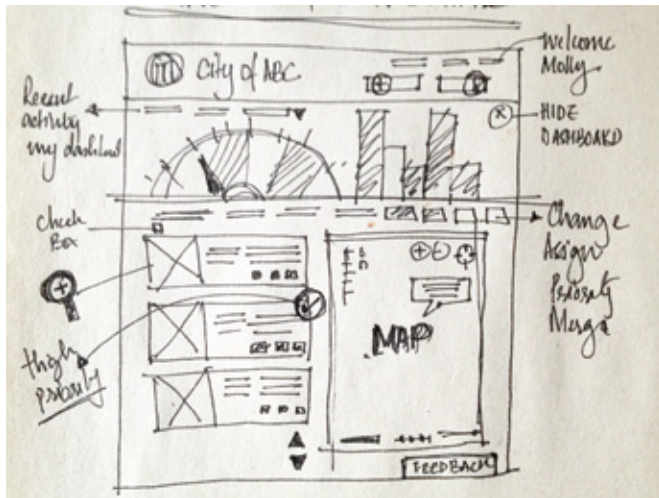 City of ABC
Welcome
Molly
Recent
activity
my dashboard
HIDE
DASHBOARD
Check
Box
Change
Assign
Priority
Merge
MAP
High
priority
FEEDBACK